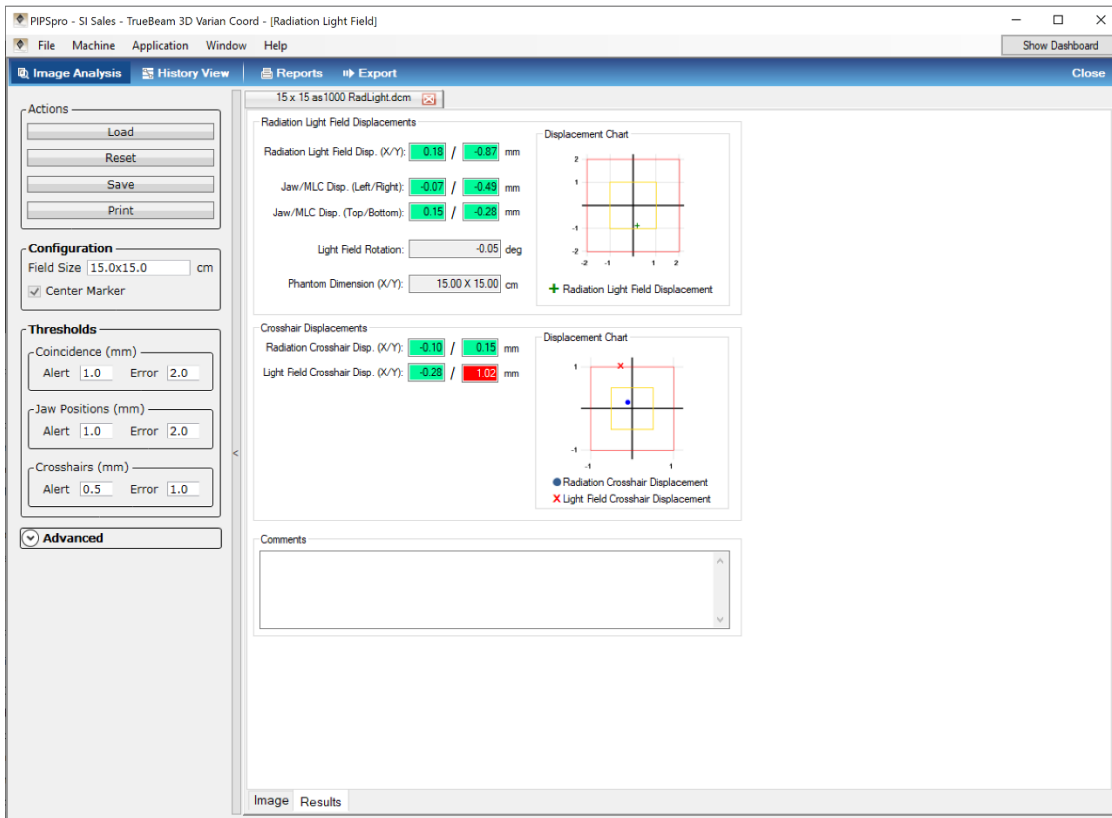 PIPSpro - SI Sales - TrueBeam 3D Varian Coord - [Radiation Light Field]
File Machine Application Window Help Show Dashboard
Image Analysis History View Reports Export Close
Actions
Load
Reset
Save
Print
Configuration
Field Size 15.0x15.0 cm
Center Marker
Thresholds
Coincidence (mm)
Alert 1.0 Error 2.0
Jaw Positions (mm)
Alert 1.0 Error 2.0
Crosshairs (mm)
Alert 0.5 Error 1.0
Advanced
<
15 x 15 as1000 RadLight.dcm
Radiation Light Field Displacements
Radiation Light Field Disp. (X/Y): 0.18 / -0.87 mm
Jaw/MLC Disp. (Left/Right): -0.07 / -0.49 mm
Jaw/MLC Disp. (Top/Bottom): 0.15 / -0.28 mm
Light Field Rotation: -0.05 deg
Phantom Dimension (X/Y): 15.00 X 15.00 cm
Displacement Chart
2
1
-1
-2
-2 -1 1 2
Radiation Light Field Displacement
Crosshair Displacements
Radiation Crosshair Disp. (X/Y): -0.10 / 0.15 mm
Light Field Crosshair Disp. (X/Y): -0.28 / 1.02 mm
Displacement Chart
1
-1
-1 1
Radiation Crosshair Displacement
Light Field Crosshair Displacement
Comments
Image Results